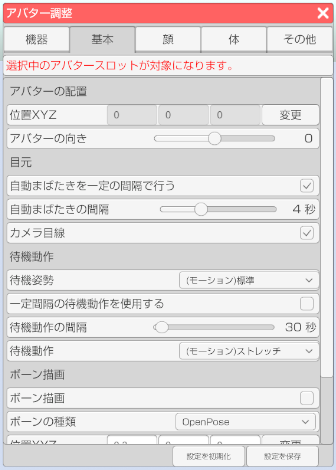 アバター調整
機器 基本 顔 体 その他
選択中のアバタースロットが対象になります。
アバターの配置
位置XYZ 0 0 0 変更
アバターの向き 0
目元
自動まばたきを一定の間隔で行う
自動まばたきの間隔 4 秒
カメラ目線
待機動作
待機姿勢 (モーション)標準
一定間隔の待機動作を使用する
待機動作の間隔 30 秒
待機動作 (モーション)ストレッチ
ボーン描画
ボーン描画
ボーンの種類 OpenPose
位置XYZ 変更
設定を初期化 設定を保存